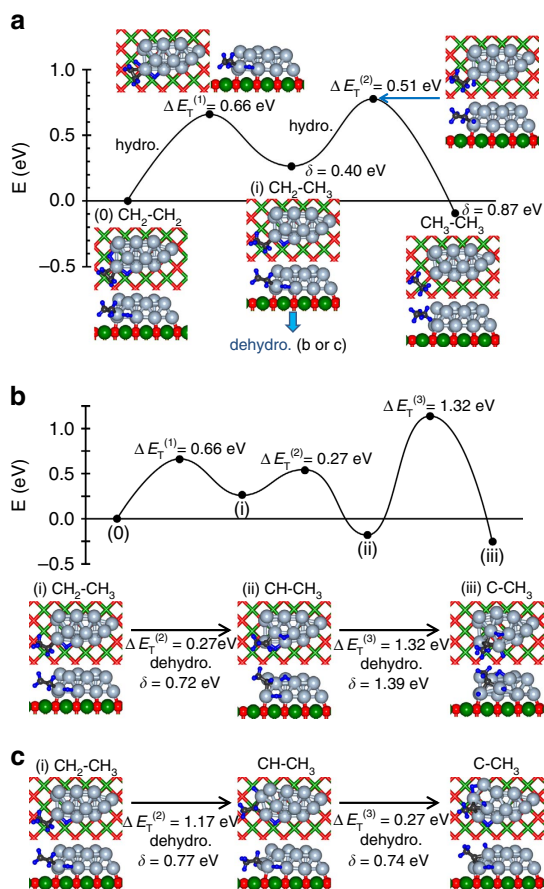 a
1.0
0.5
0.0
−0.5
E (eV)
ΔE_T^(1) = 0.66 eV
ΔE_T^(2) = 0.51 eV
hydro.
hydro.
δ = 0.40 eV
δ = 0.87 eV
(0) CH2–CH2
(i) CH2–CH3
CH3–CH3
dehydro. (b or c)
b
1.0
0.5
0.0
−0.5
E (eV)
ΔE_T^(1) = 0.66 eV
ΔE_T^(2) = 0.27 eV
ΔE_T^(3) = 1.32 eV
(0)
(i)
(ii)
(iii)
(i) CH2–CH3
(ii) CH–CH3
(iii) C–CH3
ΔE_T^(2) = 0.27eV
dehydro.
δ = 0.72 eV
ΔE_T^(3) = 1.32 eV
dehydro.
δ = 1.39 eV
c
(i) CH2–CH3
CH–CH3
C–CH3
ΔE_T^(2) = 1.17 eV
dehydro.
δ = 0.77 eV
ΔE_T^(3) = 0.27 eV
dehydro.
δ = 0.74 eV